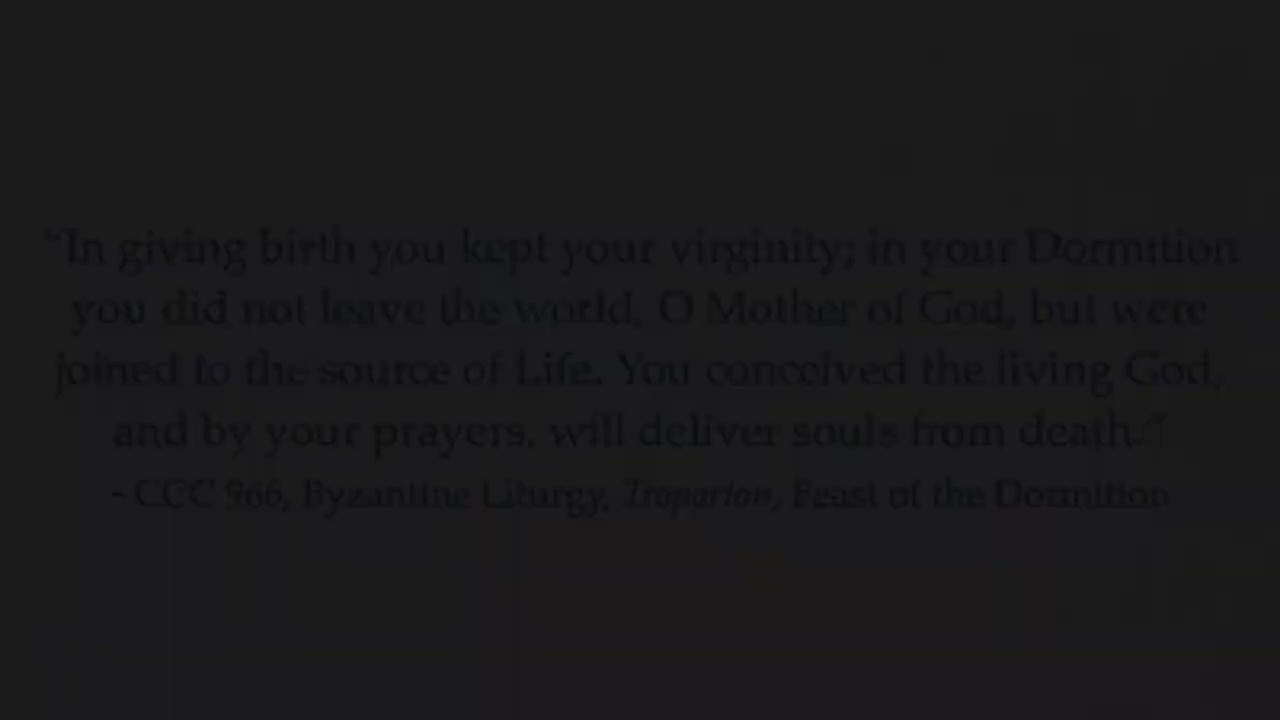 “In giving birth you kept your virginity; in your Dormition
you did not leave the world, O Mother of God, but were
joined to the source of Life. You conceived the living God,
and by your prayers, will deliver souls from death.”
- CCC 966, Byzantine Liturgy, Troparion, Feast of the Dormition